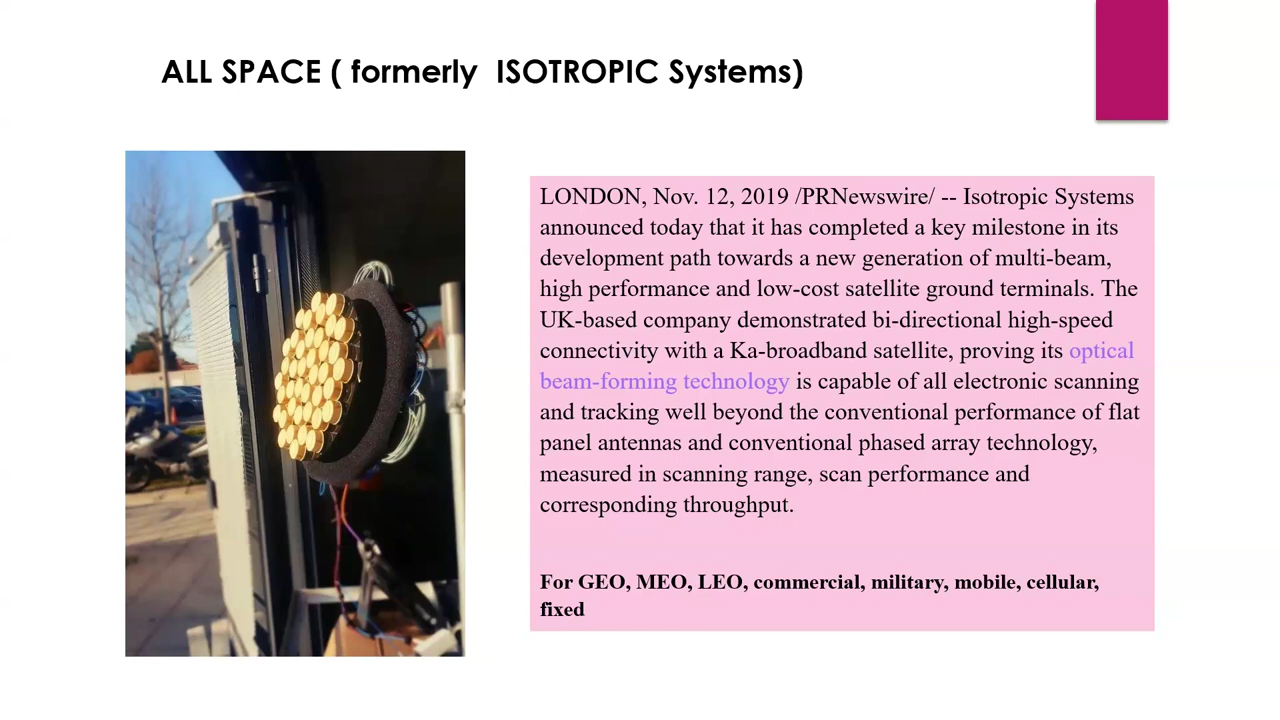 ALL SPACE ( formerly ISOTROPIC Systems)
LONDON, Nov. 12, 2019 /PRNewswire/ -- Isotropic Systems
announced today that it has completed a key milestone in its
development path towards a new generation of multi-beam,
high performance and low-cost satellite ground terminals. The
UK-based company demonstrated bi-directional high-speed
connectivity with a Ka-broadband satellite, proving its optical
beam-forming technology is capable of all electronic scanning
and tracking well beyond the conventional performance of flat
panel antennas and conventional phased array technology,
measured in scanning range, scan performance and
corresponding throughput.
For GEO, MEO, LEO, commercial, military, mobile, cellular,
fixed